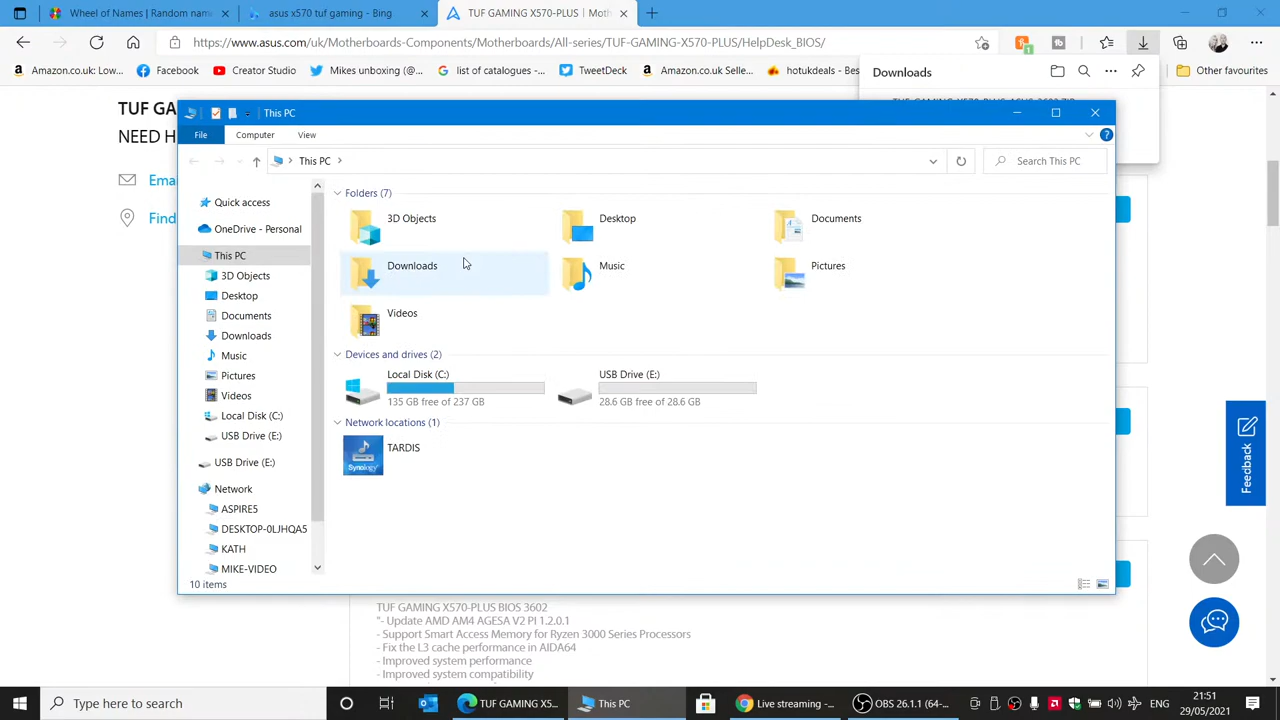 Wheel of Names | Random nam
asus x570 tuf gaming - Bing
TUF GAMING X570-PLUS | Moth
https://www.asus.com/uk/Motherboards-Components/Motherboards/All-series/TUF-GAMING-X570-PLUS/HelpDesk_BIOS/
1
Amazon.co.uk: Low...
Facebook
Creator Studio
Mikes unboxing (@...
list of catalogues -...
TweetDeck
Amazon.co.uk Selle...
hotukdeals - Bes
Other favourites
Downloads
TUF GA
NEED H
Emai
Find
This PC
File
Computer
View
This PC
Search This PC
Quick access
OneDrive - Personal
This PC
3D Objects
Desktop
Documents
Downloads
Music
Pictures
Videos
Local Disk (C:)
USB Drive (E:)
USB Drive (E:)
Network
ASPIRE5
DESKTOP-0LJHQA5
KATH
MIKE-VIDEO
Folders (7)
3D Objects
Desktop
Documents
Downloads
Music
Pictures
Videos
Devices and drives (2)
Local Disk (C:)
135 GB free of 237 GB
USB Drive (E:)
28.6 GB free of 28.6 GB
Network locations (1)
Synology
TARDIS
10 items
Feedback
TUF GAMING X570-PLUS BIOS 3602
"- Update AMD AM4 AGESA V2 PI 1.2.0.1
- Support Smart Access Memory for Ryzen 3000 Series Processors
- Fix the L3 cache performance in AIDA64
- Improved system performance
- Improved system compatibility
Type here to search
TUF GAMING X5...
This PC
Live streaming -...
OBS 26.1.1 (64-...
ENG
21:51
29/05/2021